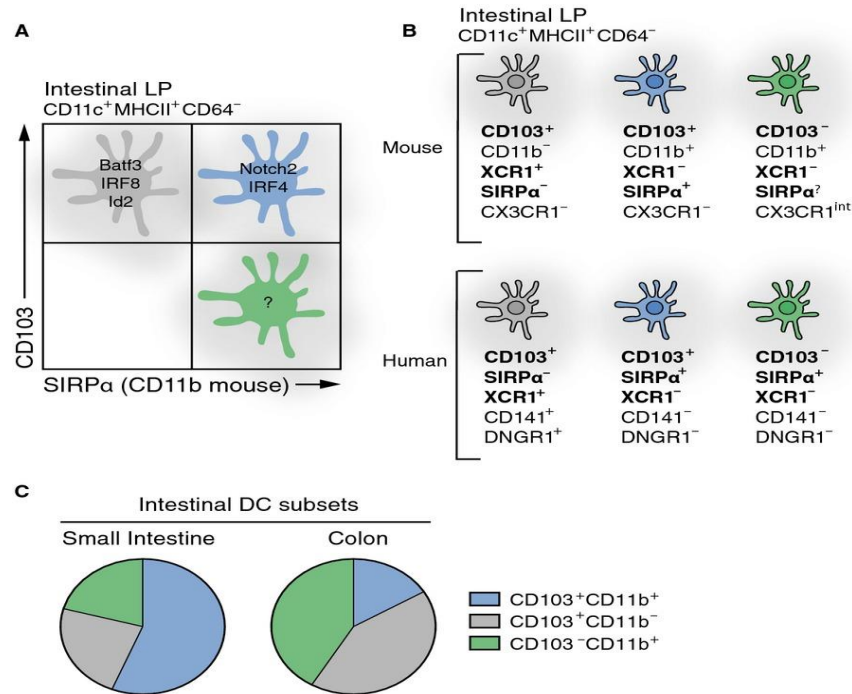 A
Intestinal LP
CD11c⁺MHCII⁺CD64⁻
Batf3
IRF8
Id2
Notch2
IRF4
?
CD103
SIRPα (CD11b mouse)
B
Intestinal LP
CD11c⁺MHCII⁺CD64⁻
Mouse
CD103⁺
CD11b⁻
XCR1⁺
SIRPα⁻
CX3CR1⁻
CD103⁺
CD11b⁺
XCR1⁻
SIRPα⁺
CX3CR1⁻
CD103⁻
CD11b⁺
XCR1⁻
SIRPα?
CX3CR1int
Human
CD103⁺
SIRPα⁻
XCR1⁺
CD141⁺
DNGR1⁺
CD103⁺
SIRPα⁺
XCR1⁻
CD141⁻
DNGR1⁻
CD103⁻
SIRPα⁺
XCR1⁻
CD141⁻
DNGR1⁻
C
Intestinal DC subsets
Small Intestine
Colon
CD103⁺CD11b⁺
CD103⁺CD11b⁻
CD103⁻CD11b⁺